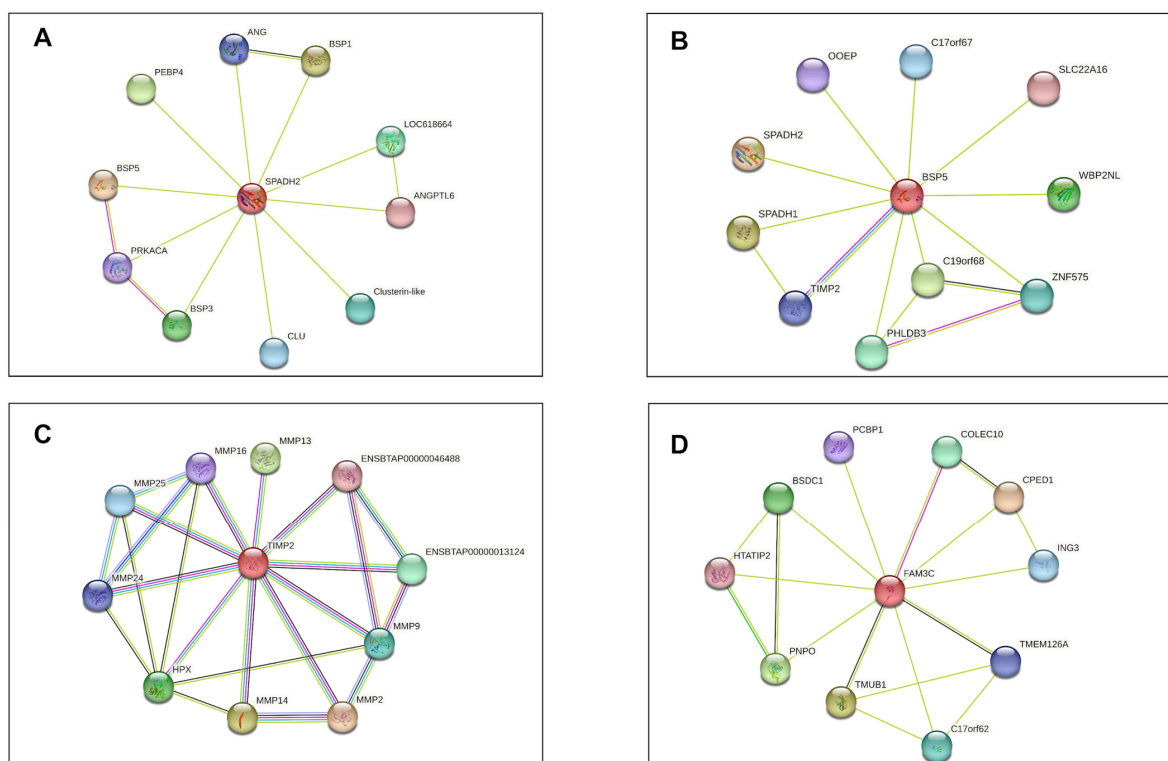 A
ANG
BSP1
PEBP4
LOC618664
BSP5
SPADH2
ANGPTL6
PRKACA
BSP3
Clusterin-like
CLU
B
OOEP
C17orf67
SLC22A16
SPADH2
BSP5
WBP2NL
SPADH1
C19orf68
ZNF575
TIMP2
PHLDB3
C
MMP16
MMP13
ENSBTAP00000046488
MMP25
TIMP2
ENSBTAP00000013124
MMP24
MMP9
HPX
MMP14
MMP2
D
PCBP1
COLEC10
BSDC1
CPED1
HTATIP2
FAM3C
ING3
PNPO
TMEM126A
TMUB1
C17orf62